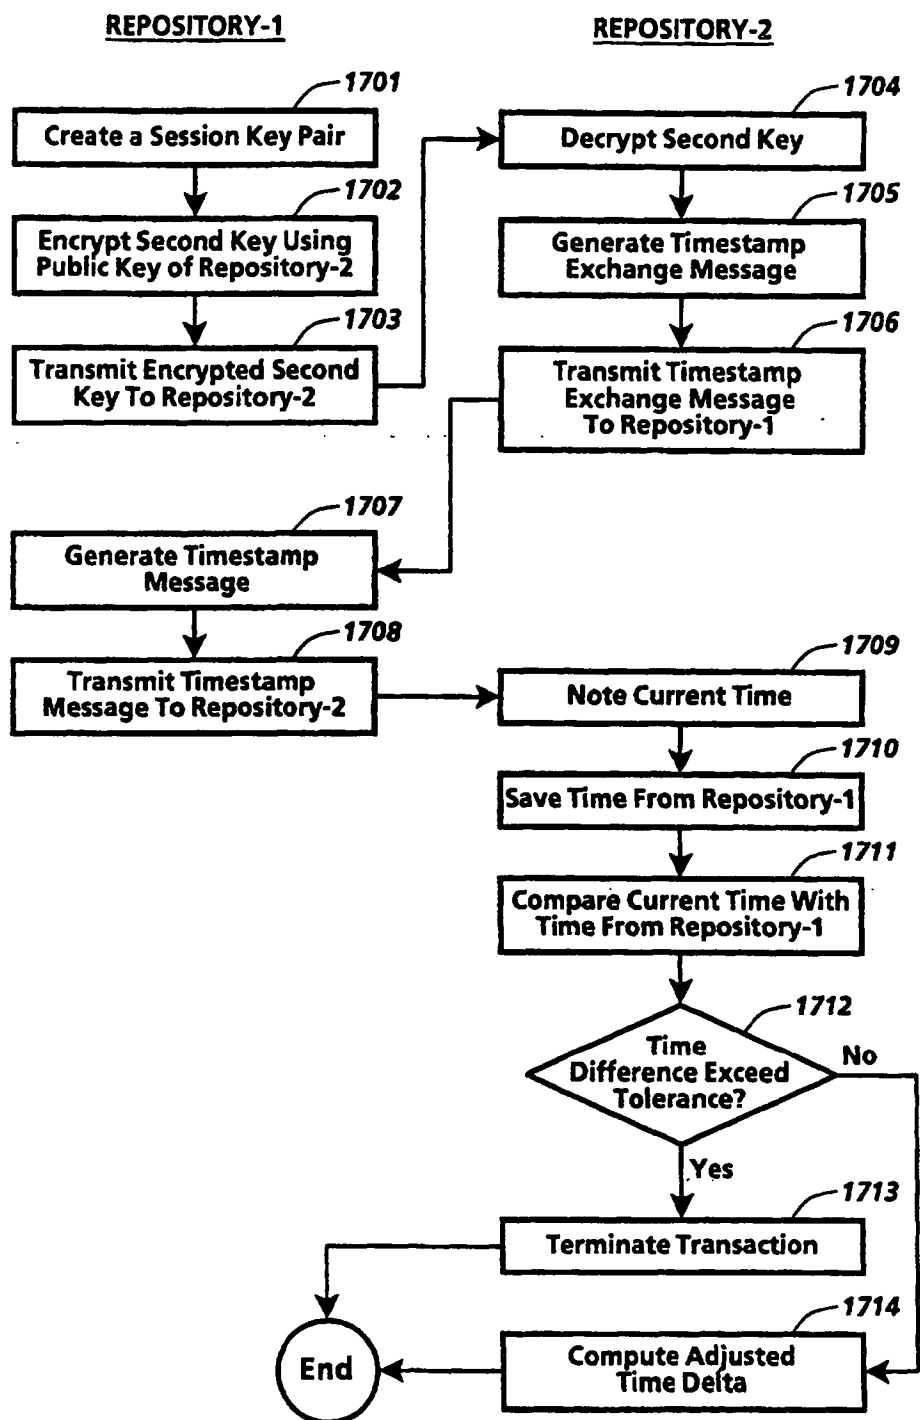 REPOSITORY-1
REPOSITORY-2
1701
Create a Session Key Pair
1702
Encrypt Second Key Using
Public Key of Repository-2
1703
Transmit Encrypted Second
Key To Repository-2
1704
Decrypt Second Key
1705
Generate Timestamp
Exchange Message
1706
Transmit Timestamp
Exchange Message
To Repository-1
1707
Generate Timestamp
Message
1708
Transmit Timestamp
Message To Repository-2
1709
Note Current Time
1710
Save Time From Repository-1
1711
Compare Current Time With
Time From Repository-1
1712
Time
Difference Exceed
Tolerance?
No
Yes
1713
Terminate Transaction
1714
Compute Adjusted
Time Delta
End